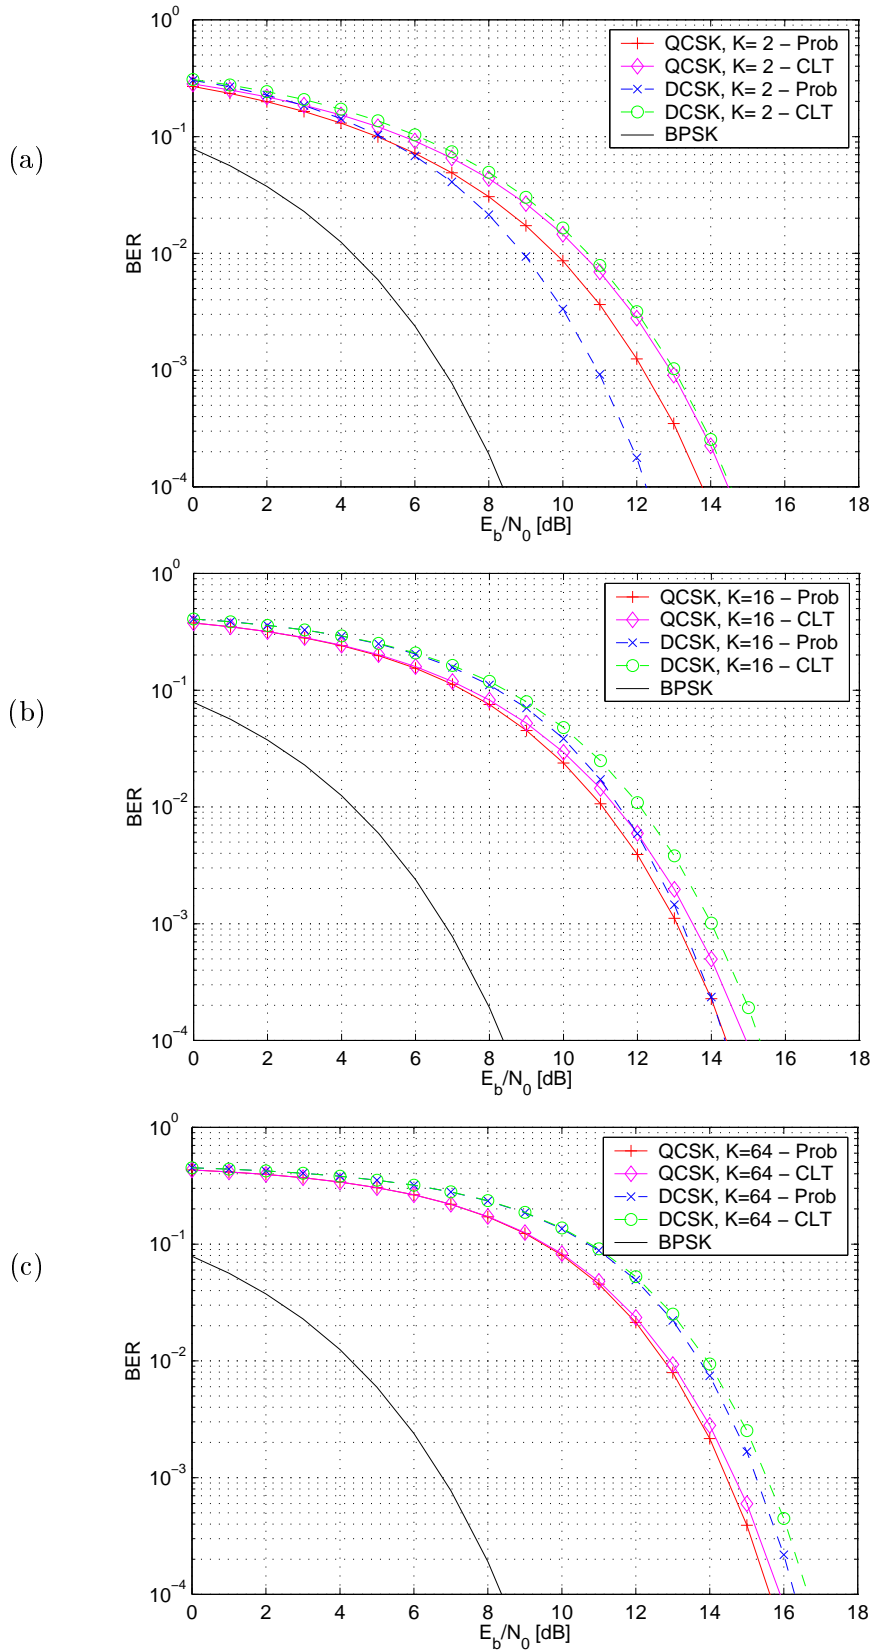 (a)
BER
10^0
10^-1
10^-2
10^-3
10^-4
QCSK, K= 2 – Prob
QCSK, K= 2 – CLT
DCSK, K= 2 – Prob
DCSK, K= 2 – CLT
BPSK
0 2 4 6 8 10 12 14 16 18
E_b/N_0 [dB]
(b)
BER
10^0
10^-1
10^-2
10^-3
10^-4
QCSK, K=16 – Prob
QCSK, K=16 – CLT
DCSK, K=16 – Prob
DCSK, K=16 – CLT
BPSK
0 2 4 6 8 10 12 14 16 18
E_b/N_0 [dB]
(c)
BER
10^0
10^-1
10^-2
10^-3
10^-4
QCSK, K=64 – Prob
QCSK, K=64 – CLT
DCSK, K=64 – Prob
DCSK, K=64 – CLT
BPSK
0 2 4 6 8 10 12 14 16 18
E_b/N_0 [dB]